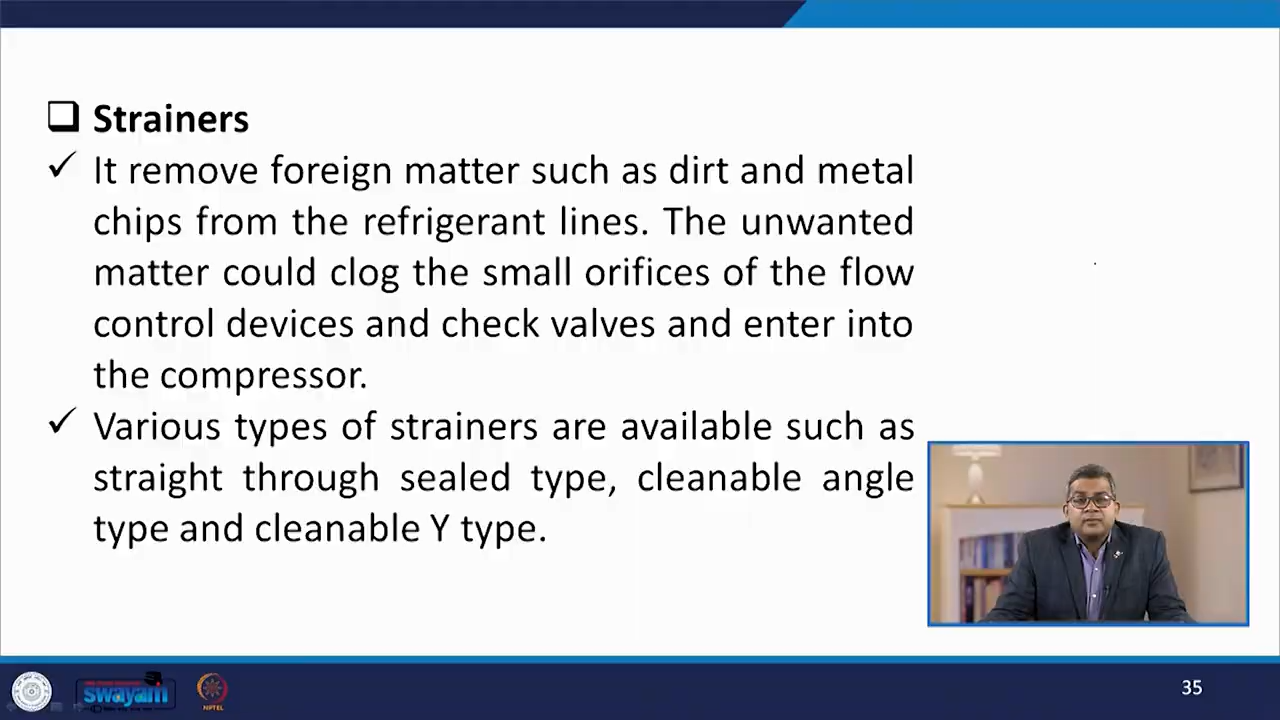 Strainers
It remove foreign matter such as dirt and metal
chips from the refrigerant lines. The unwanted
matter could clog the small orifices of the flow
control devices and check valves and enter into
the compressor.
Various types of strainers are available such as
straight through sealed type, cleanable angle
type and cleanable Y type.
swayam
NPTEL
35